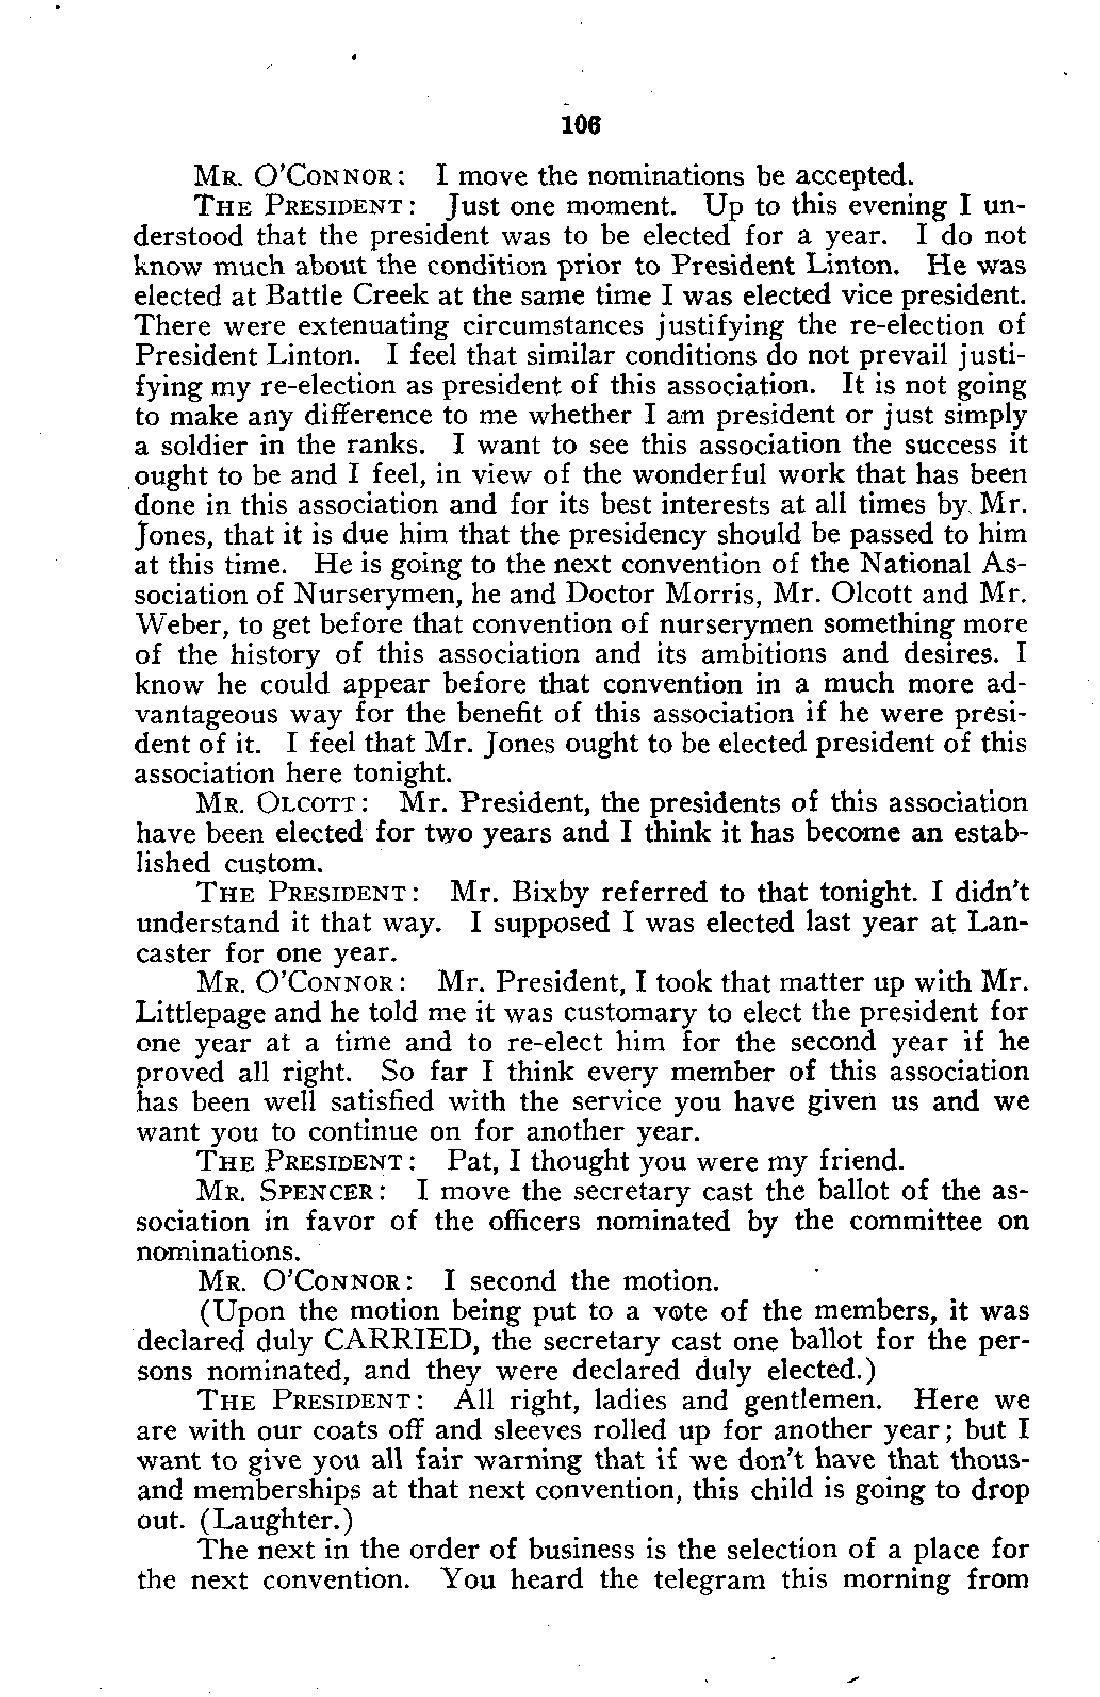 106
MR. O'CONNOR: I move the nominations be accepted.
THE PRESIDENT: Just one moment. Up to this evening I un-
derstood that the president was to be elected for a year. I do not
know much about the condition prior to President Linton. He was
elected at Battle Creek at the same time I was elected vice president.
There were extenuating circumstances justifying the re-election of
President Linton. I feel that similar conditions do not prevail justi-
fying my re-election as president of this association. It is not going
to make any difference to me whether I am president or just simply
a soldier in the ranks. I want to see this association the success it
ought to be and I feel, in view of the wonderful work that has been
done in this association and for its best interests at all times by Mr.
Jones, that it is due him that the presidency should be passed to him
at this time. He is going to the next convention of the National As-
sociation of Nurserymen, he and Doctor Morris, Mr. Olcott and Mr.
Weber, to get before that convention of nurserymen something more
of the history of this association and its ambitions and desires. I
know he could appear before that convention in a much more ad-
vantageous way for the benefit of this association if he were presi-
dent of it. I feel that Mr. Jones ought to be elected president of this
association here tonight.
MR. OLCOTT: Mr. President, the presidents of this association
have been elected for two years and I think it has become an estab-
lished custom.
THE PRESIDENT: Mr. Bixby referred to that tonight. I didn't
understand it that way. I supposed I was elected last year at Lan-
caster for one year.
MR. O'CONNOR: Mr. President, I took that matter up with Mr.
Littlepage and he told me it was customary to elect the president for
one year at a time and to re-elect him for the second year if he
proved all right. So far I think every member of this association
has been well satisfied with the service you have given us and we
want you to continue on for another year.
THE PRESIDENT: Pat, I thought you were my friend.
MR. SPENCER: I move the secretary cast the ballot of the as-
sociation in favor of the officers nominated by the committee on
nominations.
MR. O'CONNOR: I second the motion.
(Upon the motion being put to a vote of the members, it was
declared duly CARRIED, the secretary cast one ballot for the per-
sons nominated, and they were declared duly elected.)
THE PRESIDENT: All right, ladies and gentlemen. Here we
are with our coats off and sleeves rolled up for another year; but I
want to give you all fair warning that if we don't have that thous-
and memberships at that next convention, this child is going to drop
out. (Laughter.)
The next in the order of business is the selection of a place for
the next convention. You heard the telegram this morning from